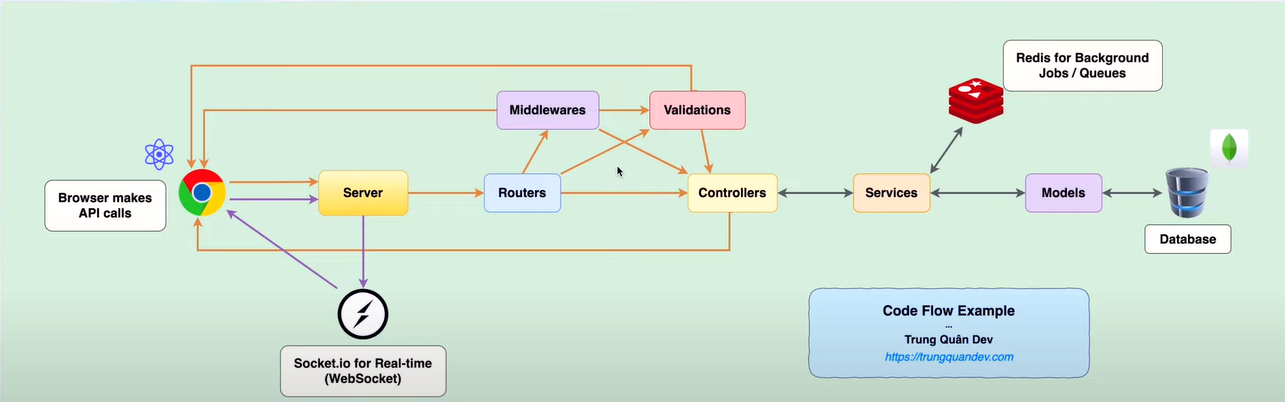 Redis for Background
Jobs / Queues
Middlewares
Validations
Browser makes
API calls
Server
Routers
Controllers
Services
Models
Database
Socket.io for Real-time
(WebSocket)
Code Flow Example
...
Trung Quân Dev
https://trungquandev.com